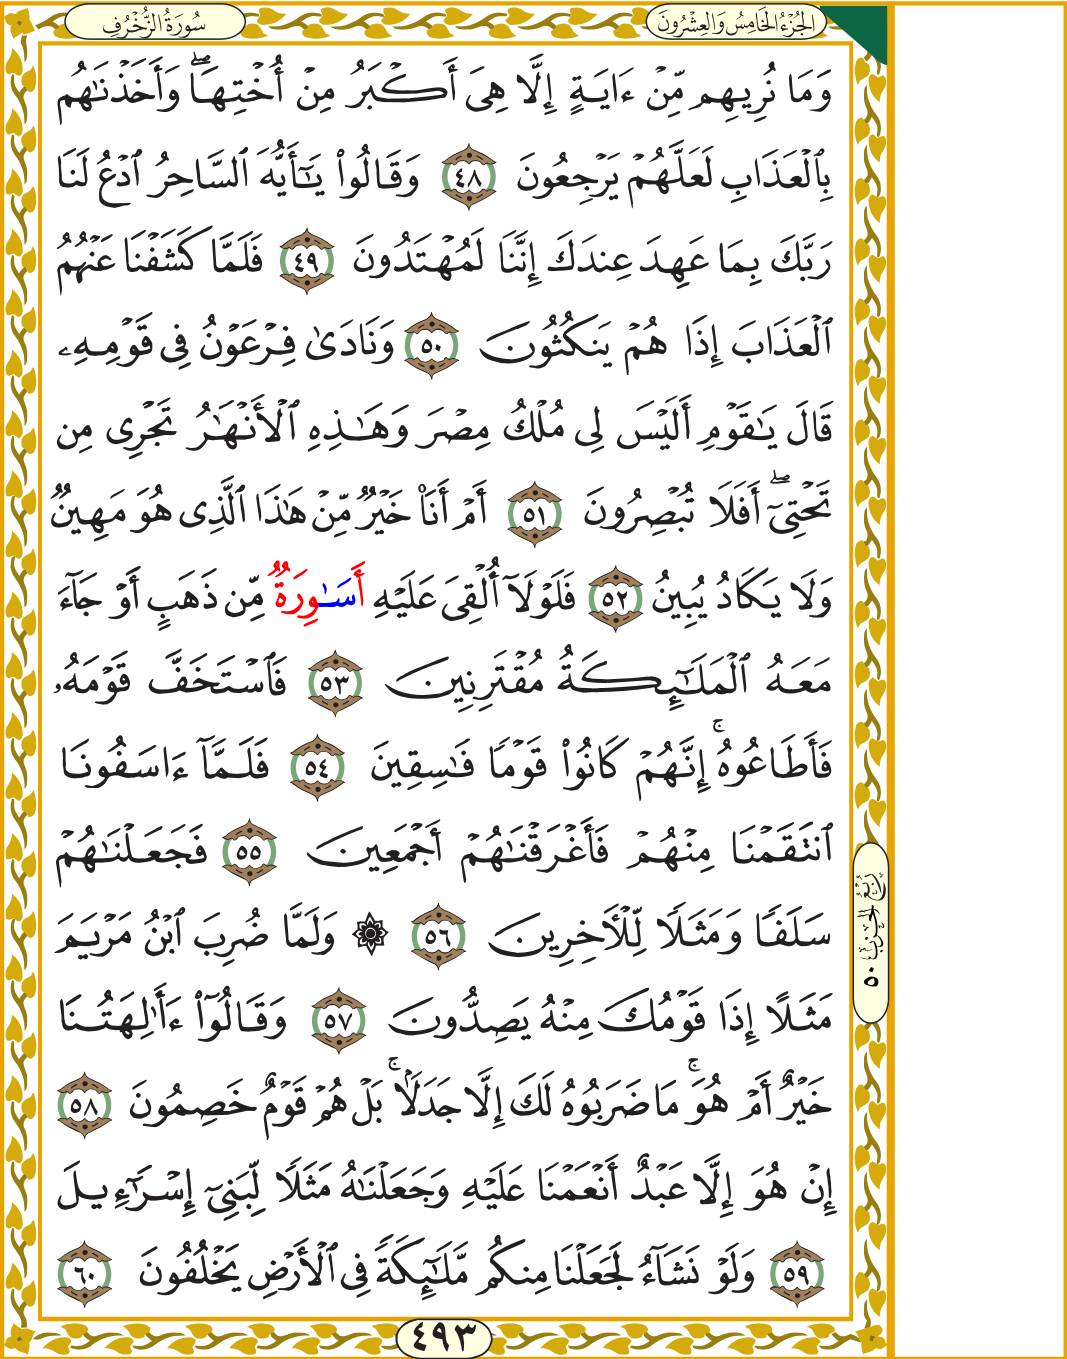 سُورَةُ الزُّخْرُفِ
الجُزْءُ الخَامِسُ وَالعِشْرُونَ
وَمَا نُرِيهِم مِّنْ ءَايَةٍ إِلَّا هِىَ أَكْبَرُ مِنْ أُخْتِهَا ۖ وَأَخَذْنَٰهُم
بِٱلْعَذَابِ لَعَلَّهُمْ يَرْجِعُونَ ٤٨ وَقَالُوا۟ يَٰٓأَيُّهَ ٱلسَّاحِرُ ٱدْعُ لَنَا
رَبَّكَ بِمَا عَهِدَ عِندَكَ إِنَّنَا لَمُهْتَدُونَ ٤٩ فَلَمَّا كَشَفْنَا عَنْهُمُ
ٱلْعَذَابَ إِذَا هُمْ يَنكُثُونَ ٥٠ وَنَادَىٰ فِرْعَوْنُ فِى قَوْمِهِۦ
قَالَ يَٰقَوْمِ أَلَيْسَ لِى مُلْكُ مِصْرَ وَهَٰذِهِ ٱلْأَنْهَٰرُ تَجْرِى مِن
تَحْتِىٓ ۖ أَفَلَا تُبْصِرُونَ ٥١ أَمْ أَنَا۠ خَيْرٌ مِّنْ هَٰذَا ٱلَّذِى هُوَ مَهِينٌ
وَلَا يَكَادُ يُبِينُ ٥٢ فَلَوْلَآ أُلْقِىَ عَلَيْهِ أَسَٰوِرَةٌ مِّن ذَهَبٍ أَوْ جَآءَ
مَعَهُ ٱلْمَلَٰٓئِكَةُ مُقْتَرِنِينَ ٥٣ فَٱسْتَخَفَّ قَوْمَهُۥ
فَأَطَاعُوهُ ۚ إِنَّهُمْ كَانُوا۟ قَوْمًا فَٰسِقِينَ ٥٤ فَلَمَّآ ءَاسَفُونَا
ٱنتَقَمْنَا مِنْهُمْ فَأَغْرَقْنَٰهُمْ أَجْمَعِينَ ٥٥ فَجَعَلْنَٰهُمْ
سَلَفًا وَمَثَلًا لِّلْـَٔاخِرِينَ ٥٦ ۞ وَلَمَّا ضُرِبَ ٱبْنُ مَرْيَمَ
مَثَلًا إِذَا قَوْمُكَ مِنْهُ يَصِدُّونَ ٥٧ وَقَالُوٓا۟ ءَأَٰلِهَتُنَا
خَيْرٌ أَمْ هُوَ ۚ مَا ضَرَبُوهُ لَكَ إِلَّا جَدَلًۢا ۚ بَلْ هُمْ قَوْمٌ خَصِمُونَ ٥٨
إِنْ هُوَ إِلَّا عَبْدٌ أَنْعَمْنَا عَلَيْهِ وَجَعَلْنَٰهُ مَثَلًا لِّبَنِىٓ إِسْرَٰٓءِيلَ
٥٩ وَلَوْ نَشَآءُ لَجَعَلْنَا مِنكُم مَّلَٰٓئِكَةً فِى ٱلْأَرْضِ يَخْلُفُونَ ٦٠
رُبْعُ الحِزْبِ ٥٠
٤٩٣